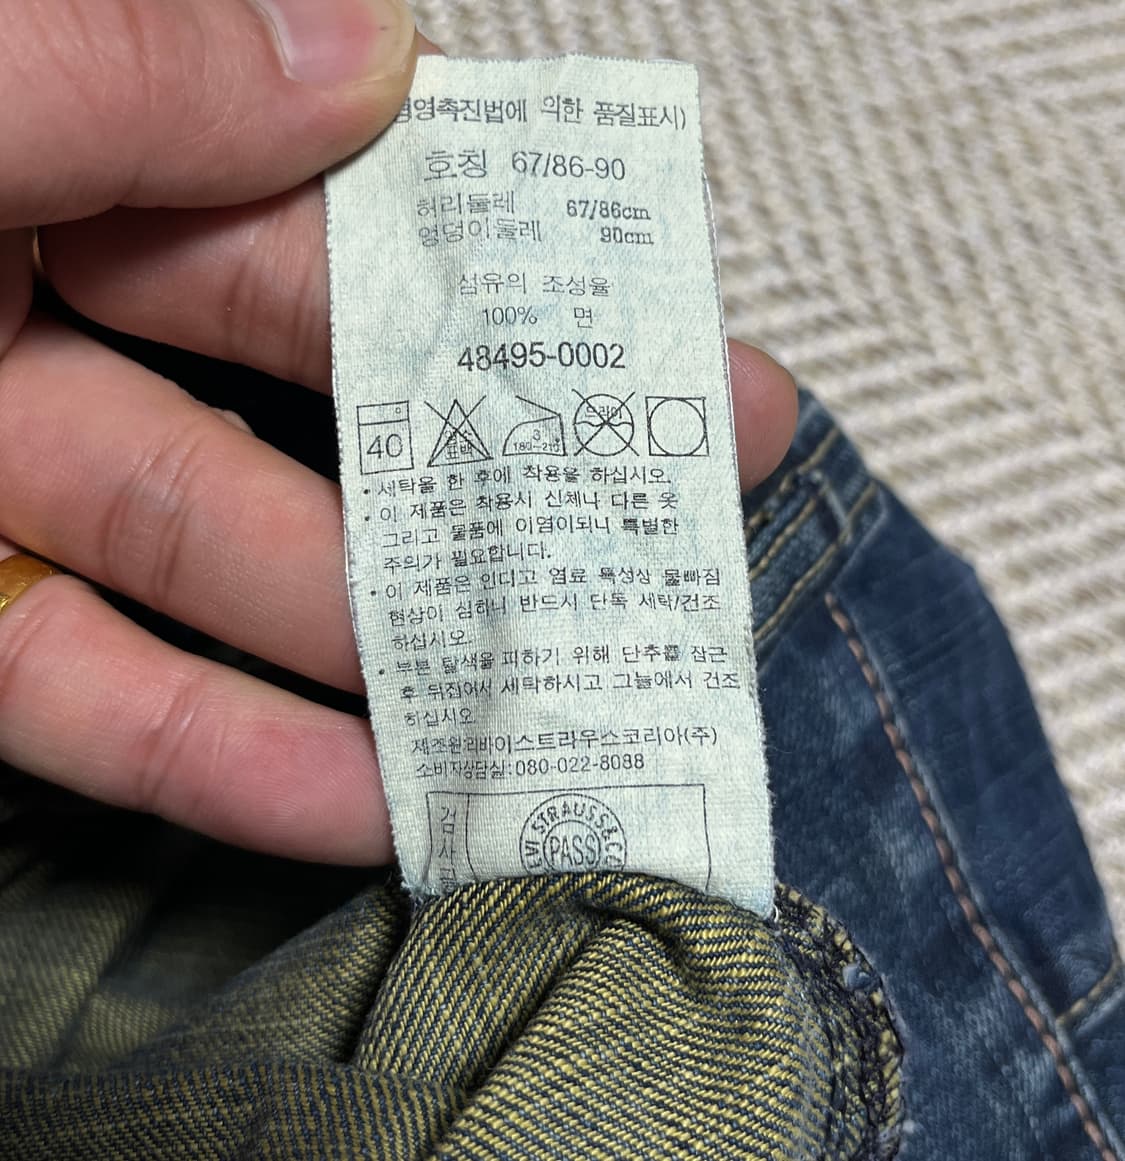 영촉진법에 의한 품질표시)
호칭 67/86-90
허리둘레 67/86cm
엉덩이둘레 90cm
섬유의 조성율
100% 면
48495-0002
40
표백
3
180~210
드라이
• 세탁을 한 후에 착용을 하십시오.
• 이 제품은 착용시 신체나 다른 옷
그리고 물품에 이염이되니 특별한
주의가 필요합니다.
• 이 제품은 인디고 염료 특성상 물빠짐
현상이 심하니 반드시 단독 세탁/건조
하십시오
• 부분 탈색을 피하기 위해 단추를 잠근
후 뒤집어서 세탁하시고 그늘에서 건조
하십시오
제조원:리바이스트라우스코리아(주)
소비자상담실:080-022-8088
검사
STRAUSS & CO
PASS